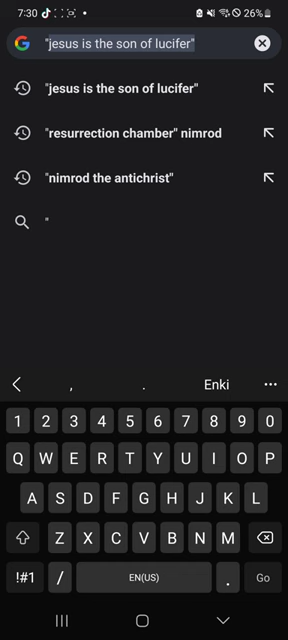 7:30 26%
"jesus is the son of lucifer"
"jesus is the son of lucifer"
"resurrection chamber" nimrod
"nimrod the antichrist"
"
, . Enki
1 2 3 4 5 6 7 8 9 0
Q W E R T Y U I O P
A S D F G H J K L
Z X C V B N M
!#1 / EN(US) . Go